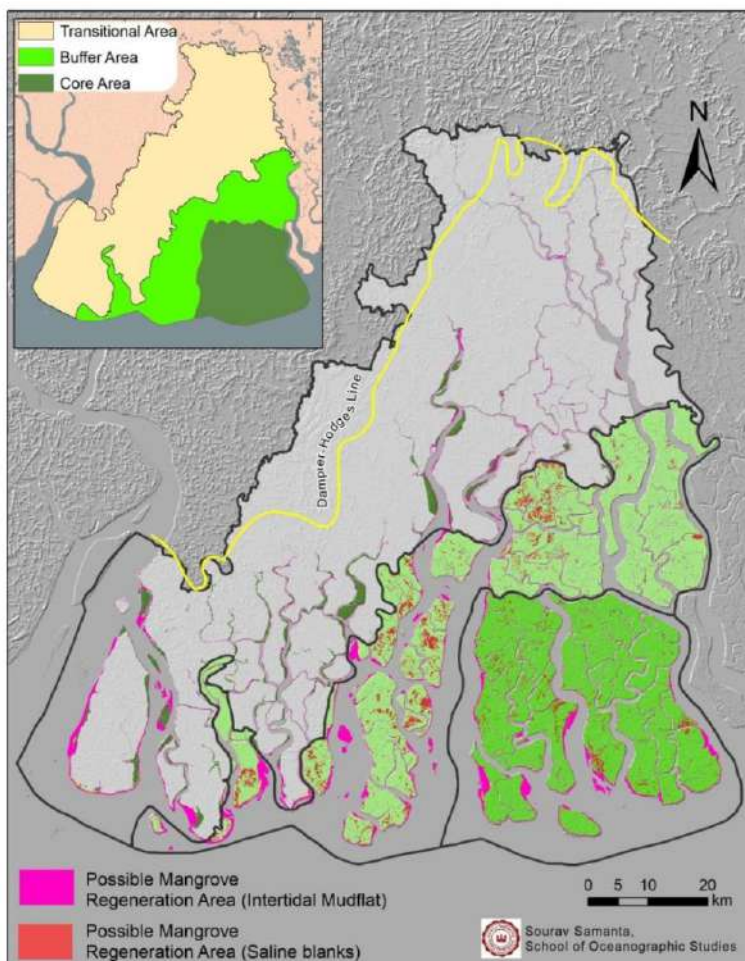 Transitional Area
Buffer Area
Core Area
N
Dampier-Hodges Line
Possible Mangrove
Regeneration Area (Intertidal Mudflat)
Possible Mangrove
Regeneration Area (Saline blanks)
0 5 10 20
km
Sourav Samanta,
School of Oceanographic Studies